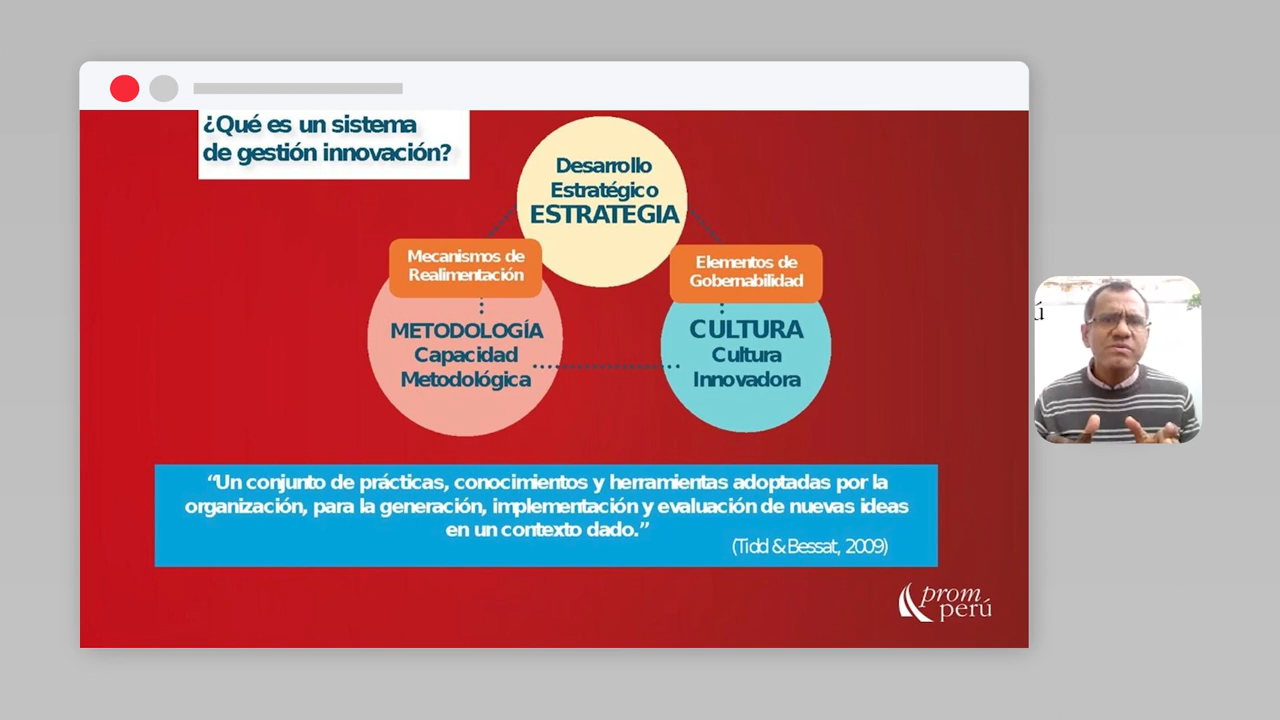 ¿Qué es un sistema
de gestión innovación?
Desarrollo
Estratégico
ESTRATEGIA
Mecanismos de
Realimentación
Elementos de
Gobernabilidad
METODOLOGÍA
Capacidad
Metodológica
CULTURA
Cultura
Innovadora
“Un conjunto de prácticas, conocimientos y herramientas adoptadas por la
organización, para la generación, implementación y evaluación de nuevas ideas
en un contexto dado.”
(Tidd & Bessat, 2009)
prom
perú
ú